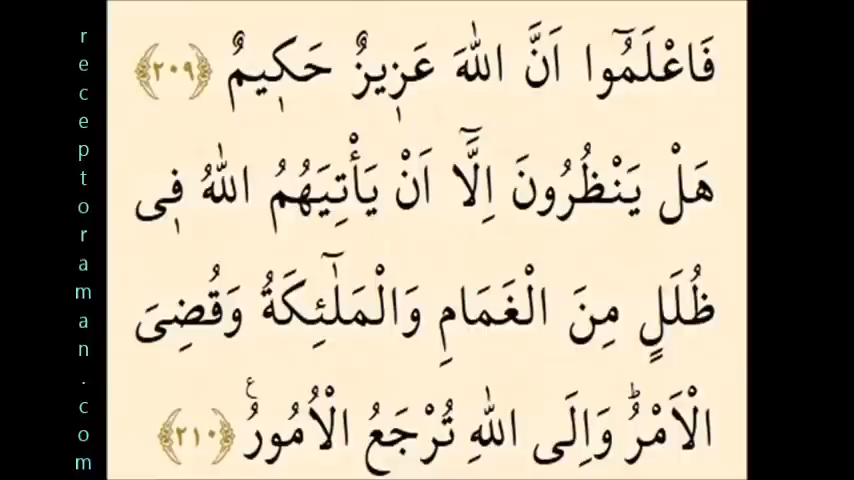 receptoraman.com
فَاعْلَمُٓوا اَنَّ اللّٰهَ عَزٖيزٌ حَكٖيمٌ ﴿٢٠٩﴾
هَلْ يَنْظُرُونَ اِلَّٓا اَنْ يَأْتِيَهُمُ اللّٰهُ فٖى
ظُلَلٍ مِنَ الْغَمَامِ وَالْمَلٰٓئِكَةُ وَقُضِىَ
الْاَمْرُؕ وَاِلَى اللّٰهِ تُرْجَعُ الْاُمُورُࣖ ﴿٢١٠﴾